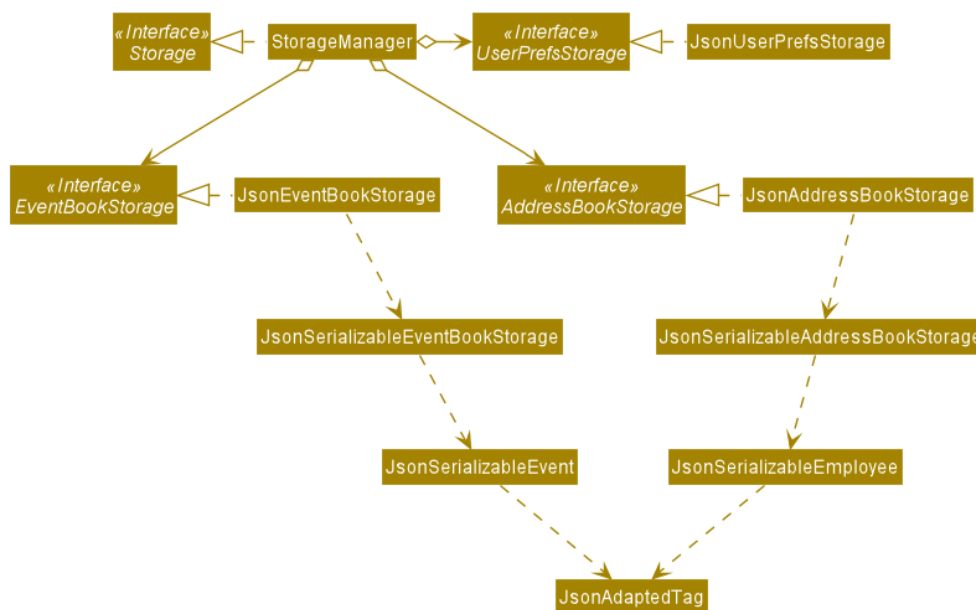 «Interface»
Storage
StorageManager
«Interface»
UserPrefsStorage
JsonUserPrefsStorage
«Interface»
EventBookStorage
JsonEventBookStorage
«Interface»
AddressBookStorage
JsonAddressBookStorage
JsonSerializableEventBookStorage
JsonSerializableAddressBookStorage
JsonSerializableEvent
JsonSerializableEmployee
JsonAdaptedTag